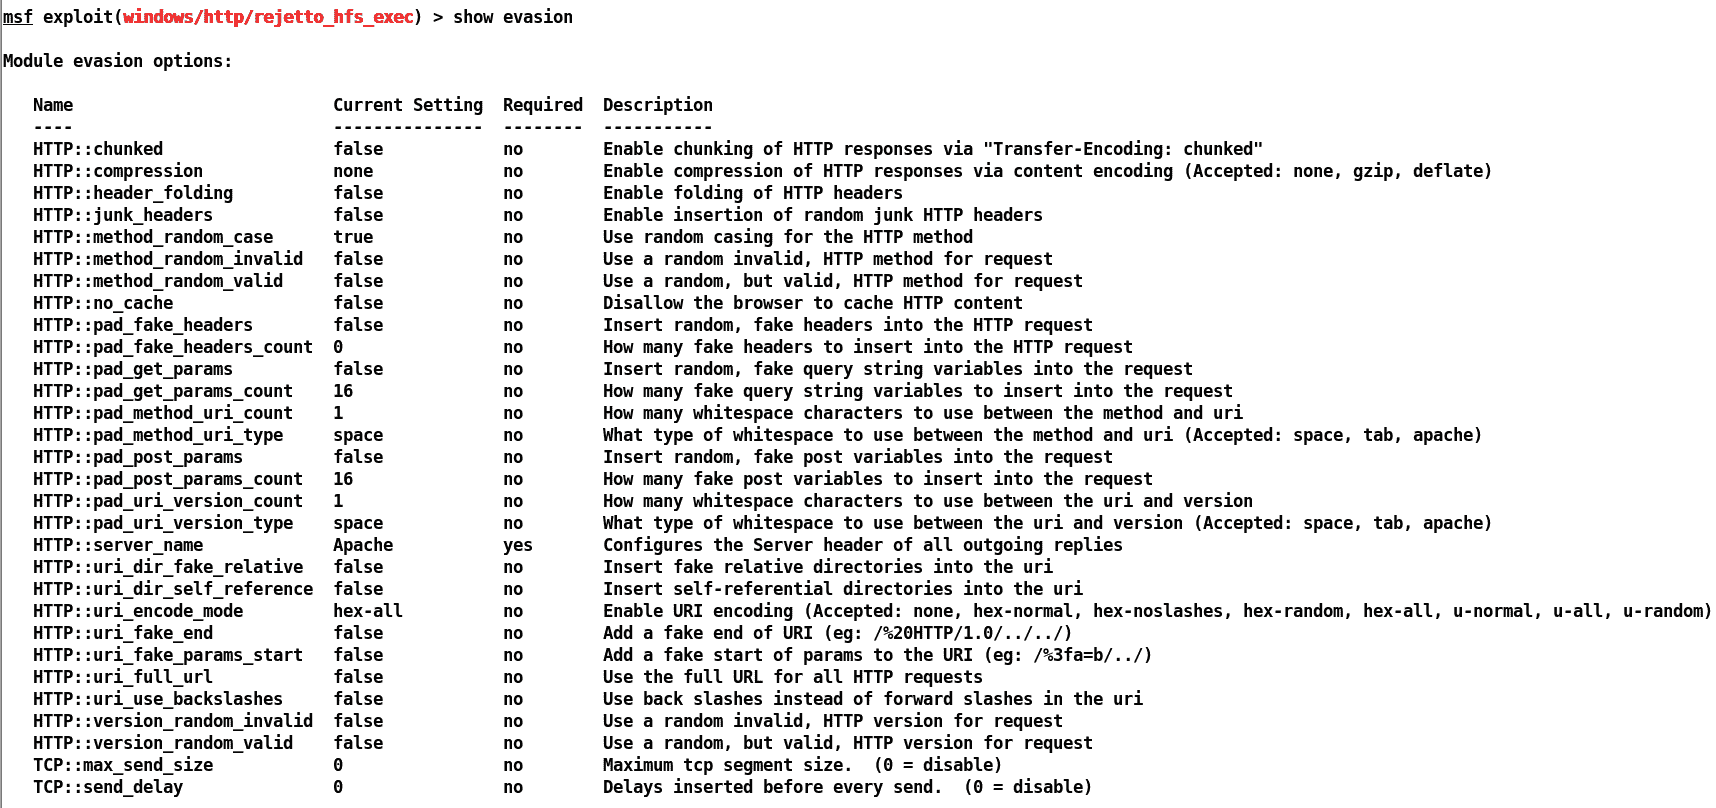 msf exploit(windows/http/rejetto_hfs_exec) > show evasion
Module evasion options:
Name Current Setting Required Description
---- --------------- -------- -----------
HTTP::chunked false no Enable chunking of HTTP responses via "Transfer-Encoding: chunked"
HTTP::compression none no Enable compression of HTTP responses via content encoding (Accepted: none, gzip, deflate)
HTTP::header_folding false no Enable folding of HTTP headers
HTTP::junk_headers false no Enable insertion of random junk HTTP headers
HTTP::method_random_case true no Use random casing for the HTTP method
HTTP::method_random_invalid false no Use a random invalid, HTTP method for request
HTTP::method_random_valid false no Use a random, but valid, HTTP method for request
HTTP::no_cache false no Disallow the browser to cache HTTP content
HTTP::pad_fake_headers false no Insert random, fake headers into the HTTP request
HTTP::pad_fake_headers_count 0 no How many fake headers to insert into the HTTP request
HTTP::pad_get_params false no Insert random, fake query string variables into the request
HTTP::pad_get_params_count 16 no How many fake query string variables to insert into the request
HTTP::pad_method_uri_count 1 no How many whitespace characters to use between the method and uri
HTTP::pad_method_uri_type space no What type of whitespace to use between the method and uri (Accepted: space, tab, apache)
HTTP::pad_post_params false no Insert random, fake post variables into the request
HTTP::pad_post_params_count 16 no How many fake post variables to insert into the request
HTTP::pad_uri_version_count 1 no How many whitespace characters to use between the uri and version
HTTP::pad_uri_version_type space no What type of whitespace to use between the uri and version (Accepted: space, tab, apache)
HTTP::server_name Apache yes Configures the Server header of all outgoing replies
HTTP::uri_dir_fake_relative false no Insert fake relative directories into the uri
HTTP::uri_dir_self_reference false no Insert self-referential directories into the uri
HTTP::uri_encode_mode hex-all no Enable URI encoding (Accepted: none, hex-normal, hex-noslashes, hex-random, hex-all, u-normal, u-all, u-random)
HTTP::uri_fake_end false no Add a fake end of URI (eg: /%20HTTP/1.0/../../)
HTTP::uri_fake_params_start false no Add a fake start of params to the URI (eg: /%3fa=b/../)
HTTP::uri_full_url false no Use the full URL for all HTTP requests
HTTP::uri_use_backslashes false no Use back slashes instead of forward slashes in the uri
HTTP::version_random_invalid false no Use a random invalid, HTTP version for request
HTTP::version_random_valid false no Use a random, but valid, HTTP version for request
TCP::max_send_size 0 no Maximum tcp segment size. (0 = disable)
TCP::send_delay 0 no Delays inserted before every send. (0 = disable)